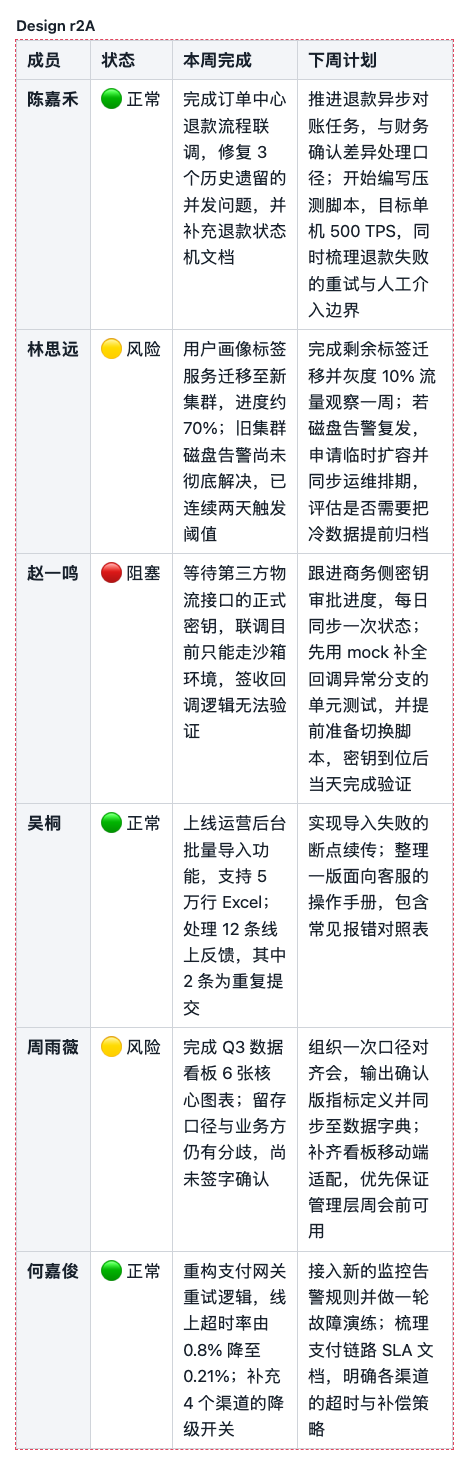 Design r2A
成员 状态 本周完成 下周计划
陈嘉禾 🟢 正常
完成订单中心
退款流程联
调，修复 3
个历史遗留的
并发问题，并
补充退款状态
机文档
推进退款异步对
账任务，与财务
确认差异处理口
径；开始编写压
测脚本，目标单
机 500 TPS，同
时梳理退款失败
的重试与人工介
入边界
林思远 🟡 风险
用户画像标签
服务迁移至新
集群，进度约
70%；旧集群
磁盘告警尚未
彻底解决，已
连续两天触发
阈值
完成剩余标签迁
移并灰度 10% 流
量观察一周；若
磁盘告警复发，
申请临时扩容并
同步运维排期，
评估是否需要把
冷数据提前归档
赵一鸣 🔴 阻塞
等待第三方物
流接口的正式
密钥，联调目
前只能走沙箱
环境，签收回
调逻辑无法验
证
跟进商务侧密钥
审批进度，每日
同步一次状态；
先用 mock 补全
回调异常分支的
单元测试，并提
前准备切换脚
本，密钥到位后
当天完成验证
吴桐 🟢 正常
上线运营后台
批量导入功
能，支持 5
万行 Excel；
处理 12 条线
上反馈，其中
2 条为重复提
交
实现导入失败的
断点续传；整理
一版面向客服的
操作手册，包含
常见报错对照表
周雨薇 🟡 风险
完成 Q3 数据
看板 6 张核
心图表；留存
口径与业务方
仍有分歧，尚
未签字确认
组织一次口径对
齐会，输出确认
版指标定义并同
步至数据字典；
补齐看板移动端
适配，优先保证
管理层周会前可
用
何嘉俊 🟢 正常
重构支付网关
重试逻辑，线
上超时率由
0.8% 降至
0.21%；补充
4 个渠道的降
级开关
接入新的监控告
警规则并做一轮
故障演练；梳理
支付链路 SLA 文
档，明确各渠道
的超时与补偿策
略